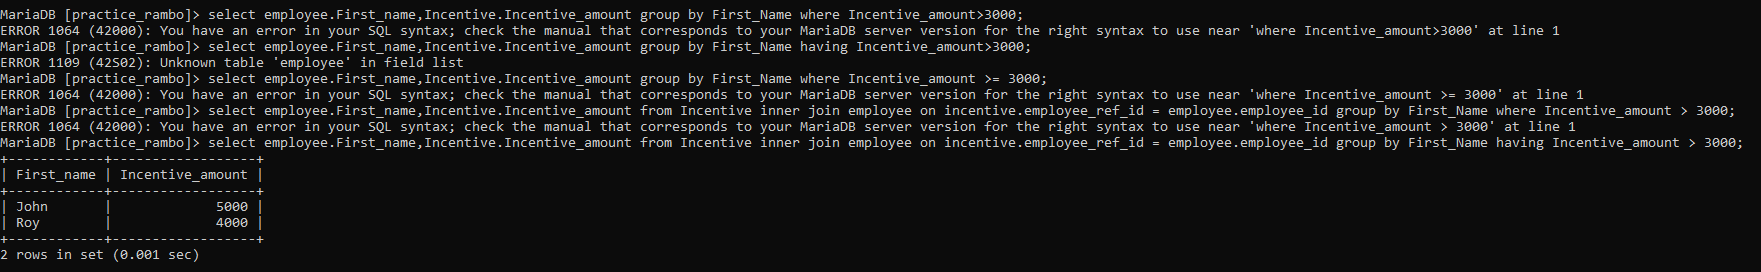 MariaDB [practice_rambo]> select employee.First_name,Incentive.Incentive_amount group by First_Name where Incentive_amount>3000;
ERROR 1064 (42000): You have an error in your SQL syntax; check the manual that corresponds to your MariaDB server version for the right syntax to use near 'where Incentive_amount>3000' at line 1
MariaDB [practice_rambo]> select employee.First_name,Incentive.Incentive_amount group by First_Name having Incentive_amount>3000;
ERROR 1109 (42S02): Unknown table 'employee' in field list
MariaDB [practice_rambo]> select employee.First_name,Incentive.Incentive_amount group by First_Name where Incentive_amount >= 3000;
ERROR 1064 (42000): You have an error in your SQL syntax; check the manual that corresponds to your MariaDB server version for the right syntax to use near 'where Incentive_amount >= 3000' at line 1
MariaDB [practice_rambo]> select employee.First_name,Incentive.Incentive_amount from Incentive inner join employee on incentive.employee_ref_id = employee.employee_id group by First_Name where Incentive_amount > 3000;
ERROR 1064 (42000): You have an error in your SQL syntax; check the manual that corresponds to your MariaDB server version for the right syntax to use near 'where Incentive_amount > 3000' at line 1
MariaDB [practice_rambo]> select employee.First_name,Incentive.Incentive_amount from Incentive inner join employee on incentive.employee_ref_id = employee.employee_id group by First_Name having Incentive_amount > 3000;
+------------+------------------+
| First_name | Incentive_amount |
+------------+------------------+
| John       |             5000 |
| Roy        |             4000 |
+------------+------------------+
2 rows in set (0.001 sec)